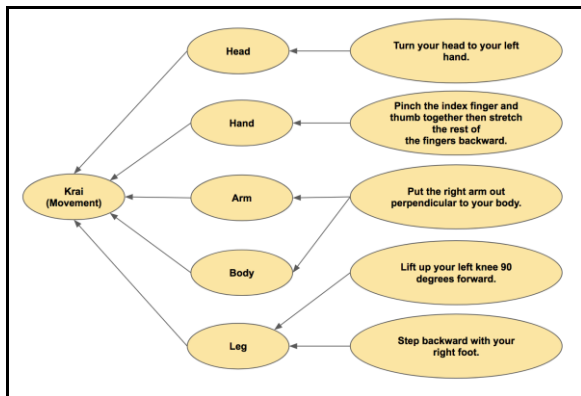 Head
Turn your head to your left
hand.
Hand
Pinch the index finger and
thumb together then stretch
the rest of
the fingers backward.
Krai
(Movement)
Arm
Put the right arm out
perpendicular to your body.
Body
Lift up your left knee 90
degrees forward.
Leg
Step backward with your
right foot.